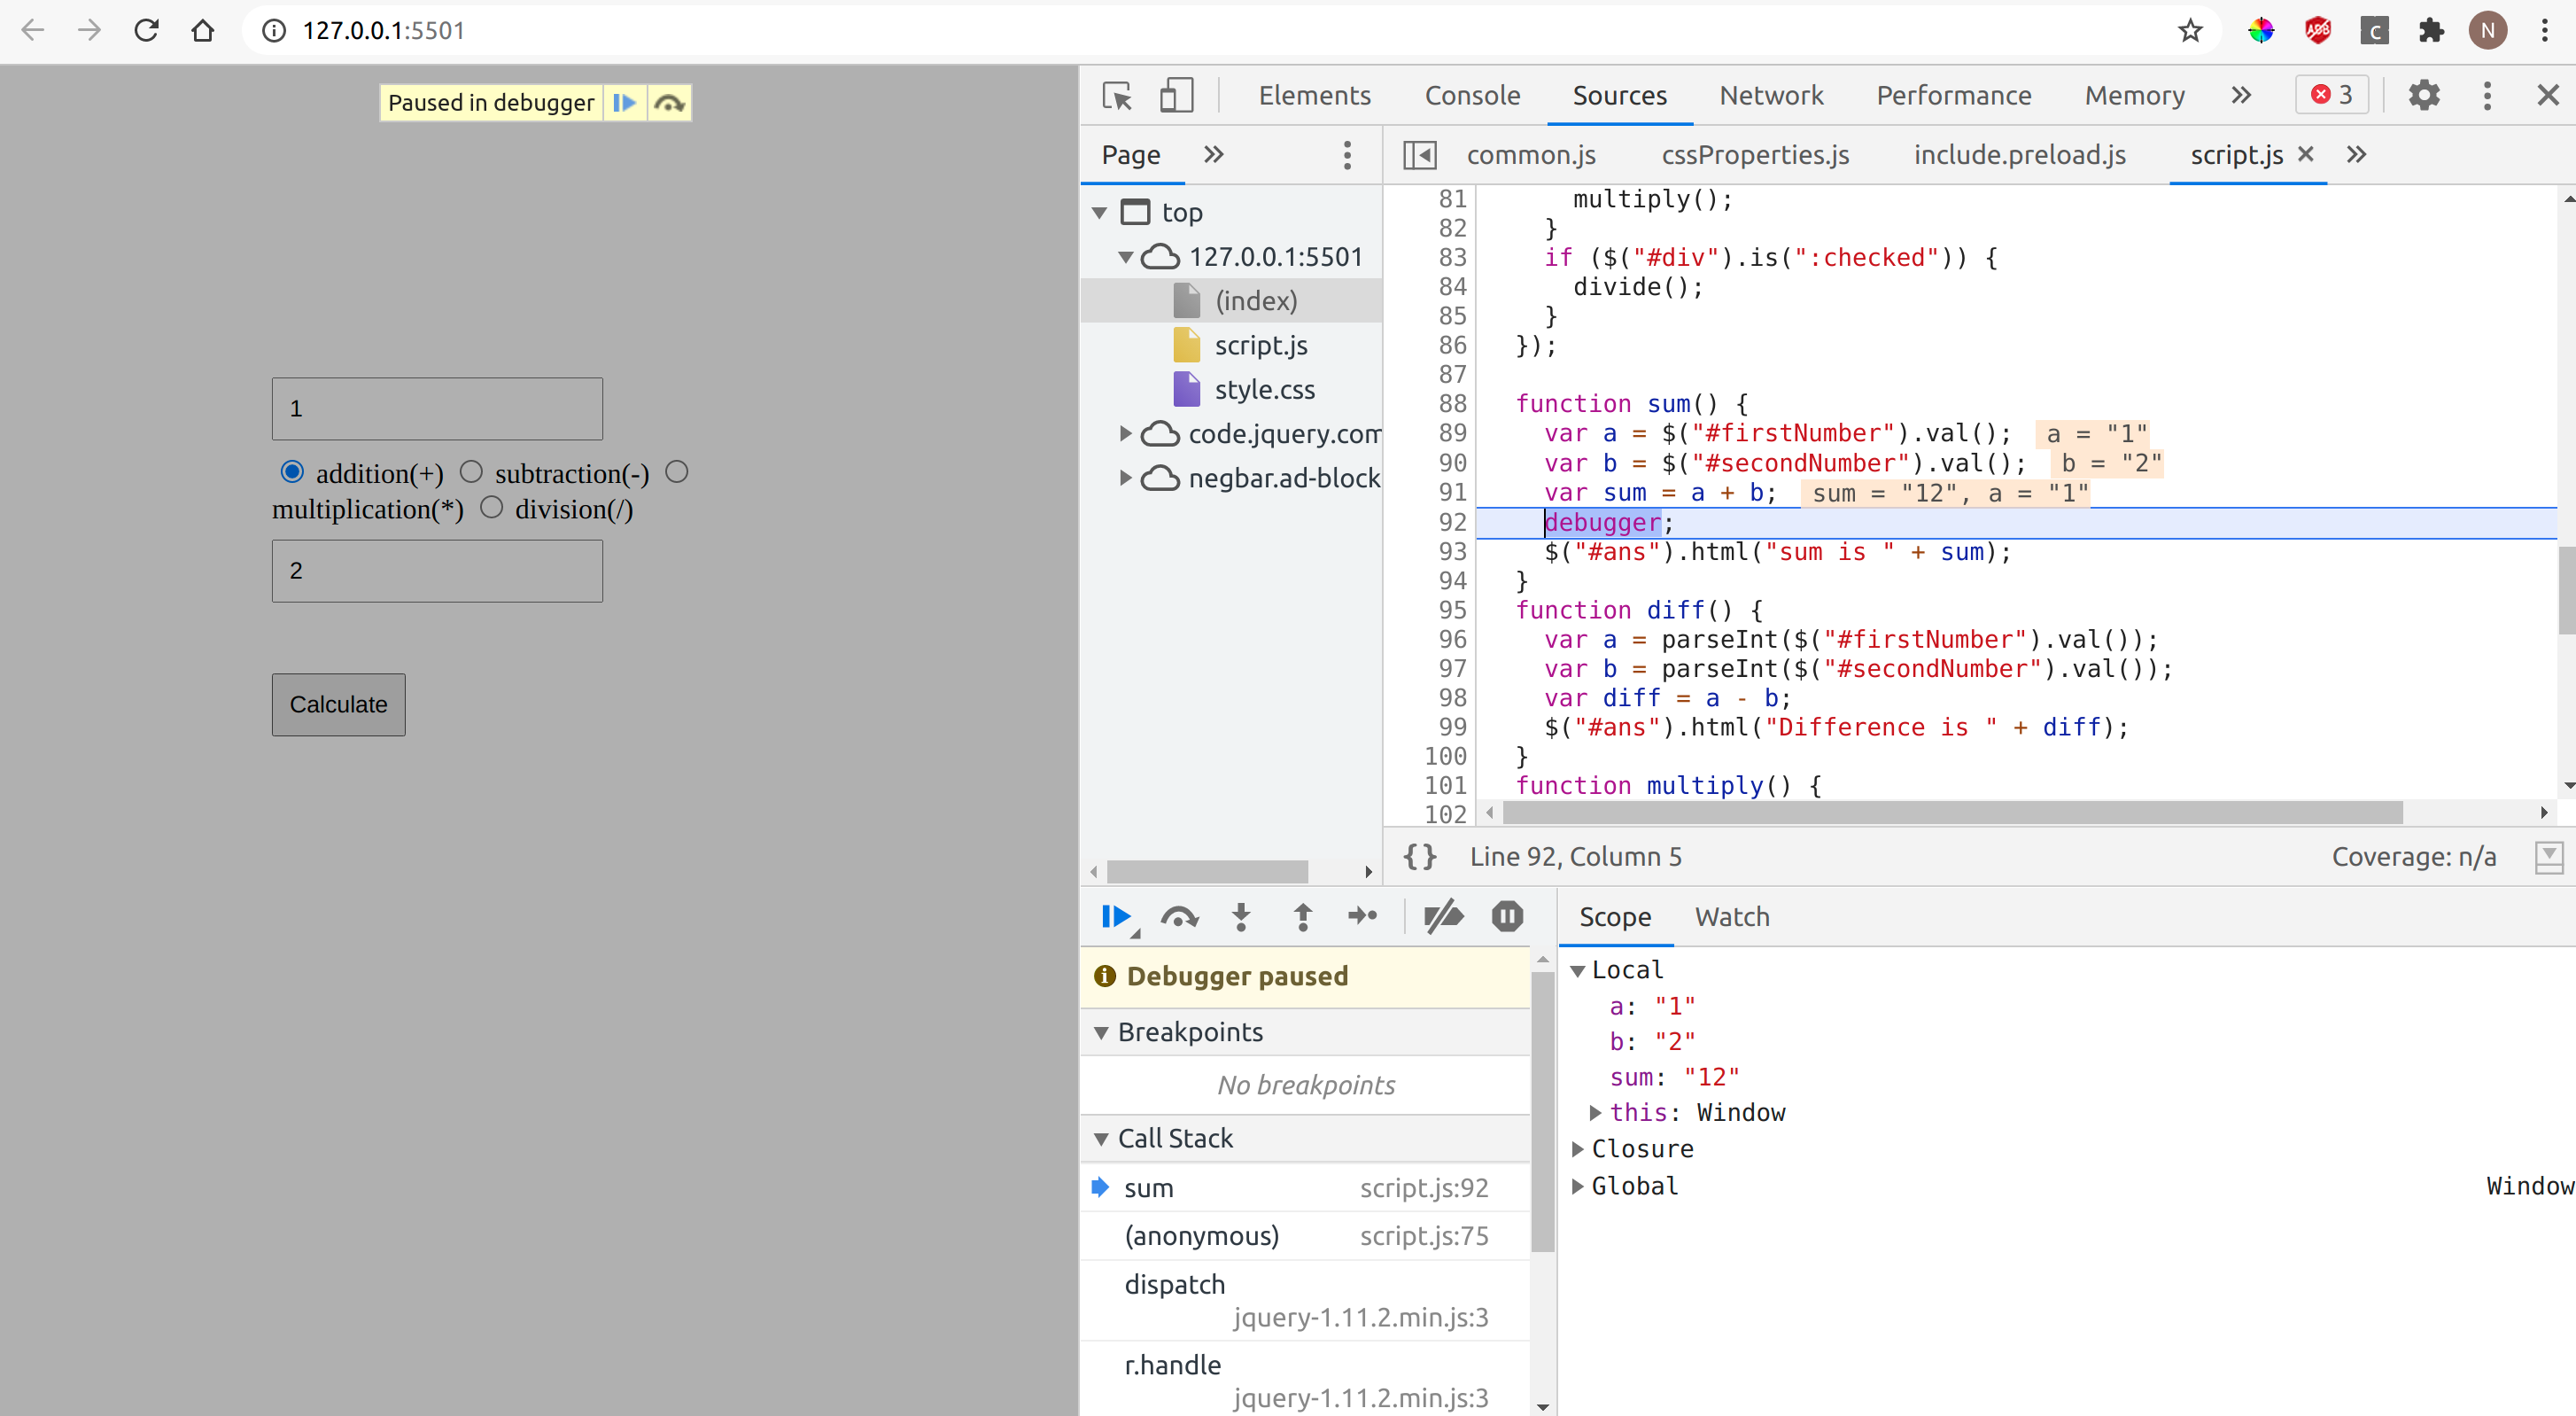 127.0.0.1:5501
N
Paused in debugger
1
addition(+) subtraction(-)
multiplication(*) division(/)
2
Calculate
Elements Console Sources Network Performance Memory 3
Page
top
127.0.0.1:5501
(index)
script.js
style.css
code.jquery.com
negbar.ad-block
common.js cssProperties.js include.preload.js script.js
81 multiply();
82 }
83 if ($("#div").is(":checked")) {
84 divide();
85 }
86 });
87
88 function sum() {
89 var a = $("#firstNumber").val(); a = "1"
90 var b = $("#secondNumber").val(); b = "2"
91 var sum = a + b; sum = "12", a = "1"
92 debugger;
93 $("#ans").html("sum is " + sum);
94 }
95 function diff() {
96 var a = parseInt($("#firstNumber").val());
97 var b = parseInt($("#secondNumber").val());
98 var diff = a - b;
99 $("#ans").html("Difference is " + diff);
100 }
101 function multiply() {
102
{} Line 92, Column 5 Coverage: n/a
Debugger paused
Breakpoints
No breakpoints
Call Stack
sum script.js:92
(anonymous) script.js:75
dispatch
jquery-1.11.2.min.js:3
r.handle
jquery-1.11.2.min.js:3
Scope Watch
Local
a: "1"
b: "2"
sum: "12"
this: Window
Closure
Global Window